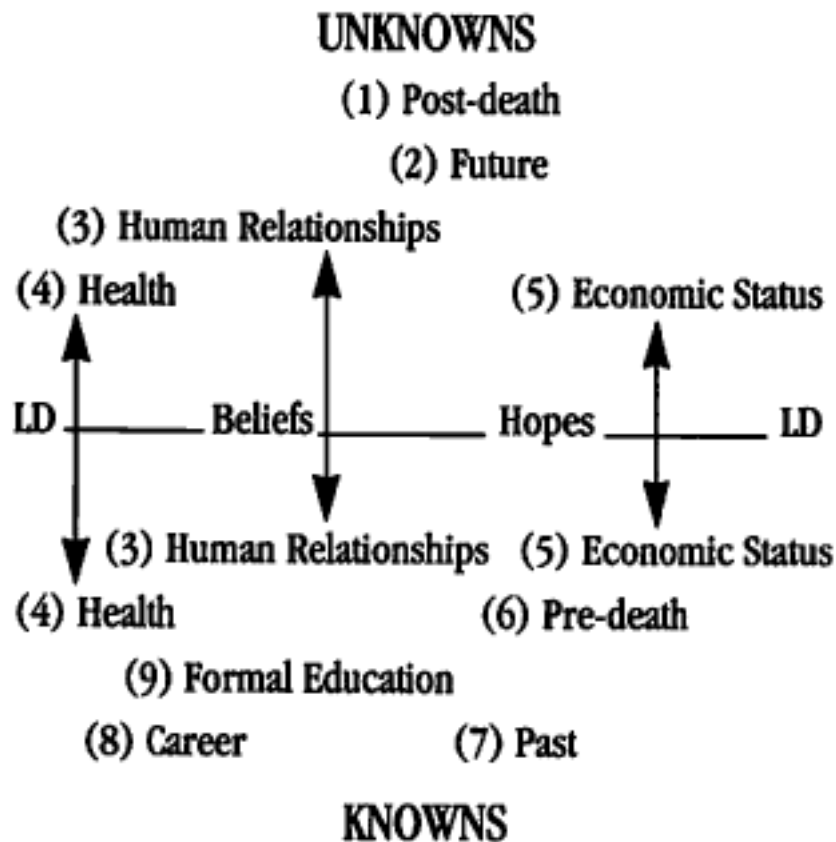 UNKNOWNS
(1) Post-death
(2) Future
(3) Human Relationships
(4) Health
(5) Economic Status
LD Beliefs Hopes LD
(3) Human Relationships (5) Economic Status
(4) Health (6) Pre-death
(9) Formal Education
(8) Career (7) Past
KNOWNS